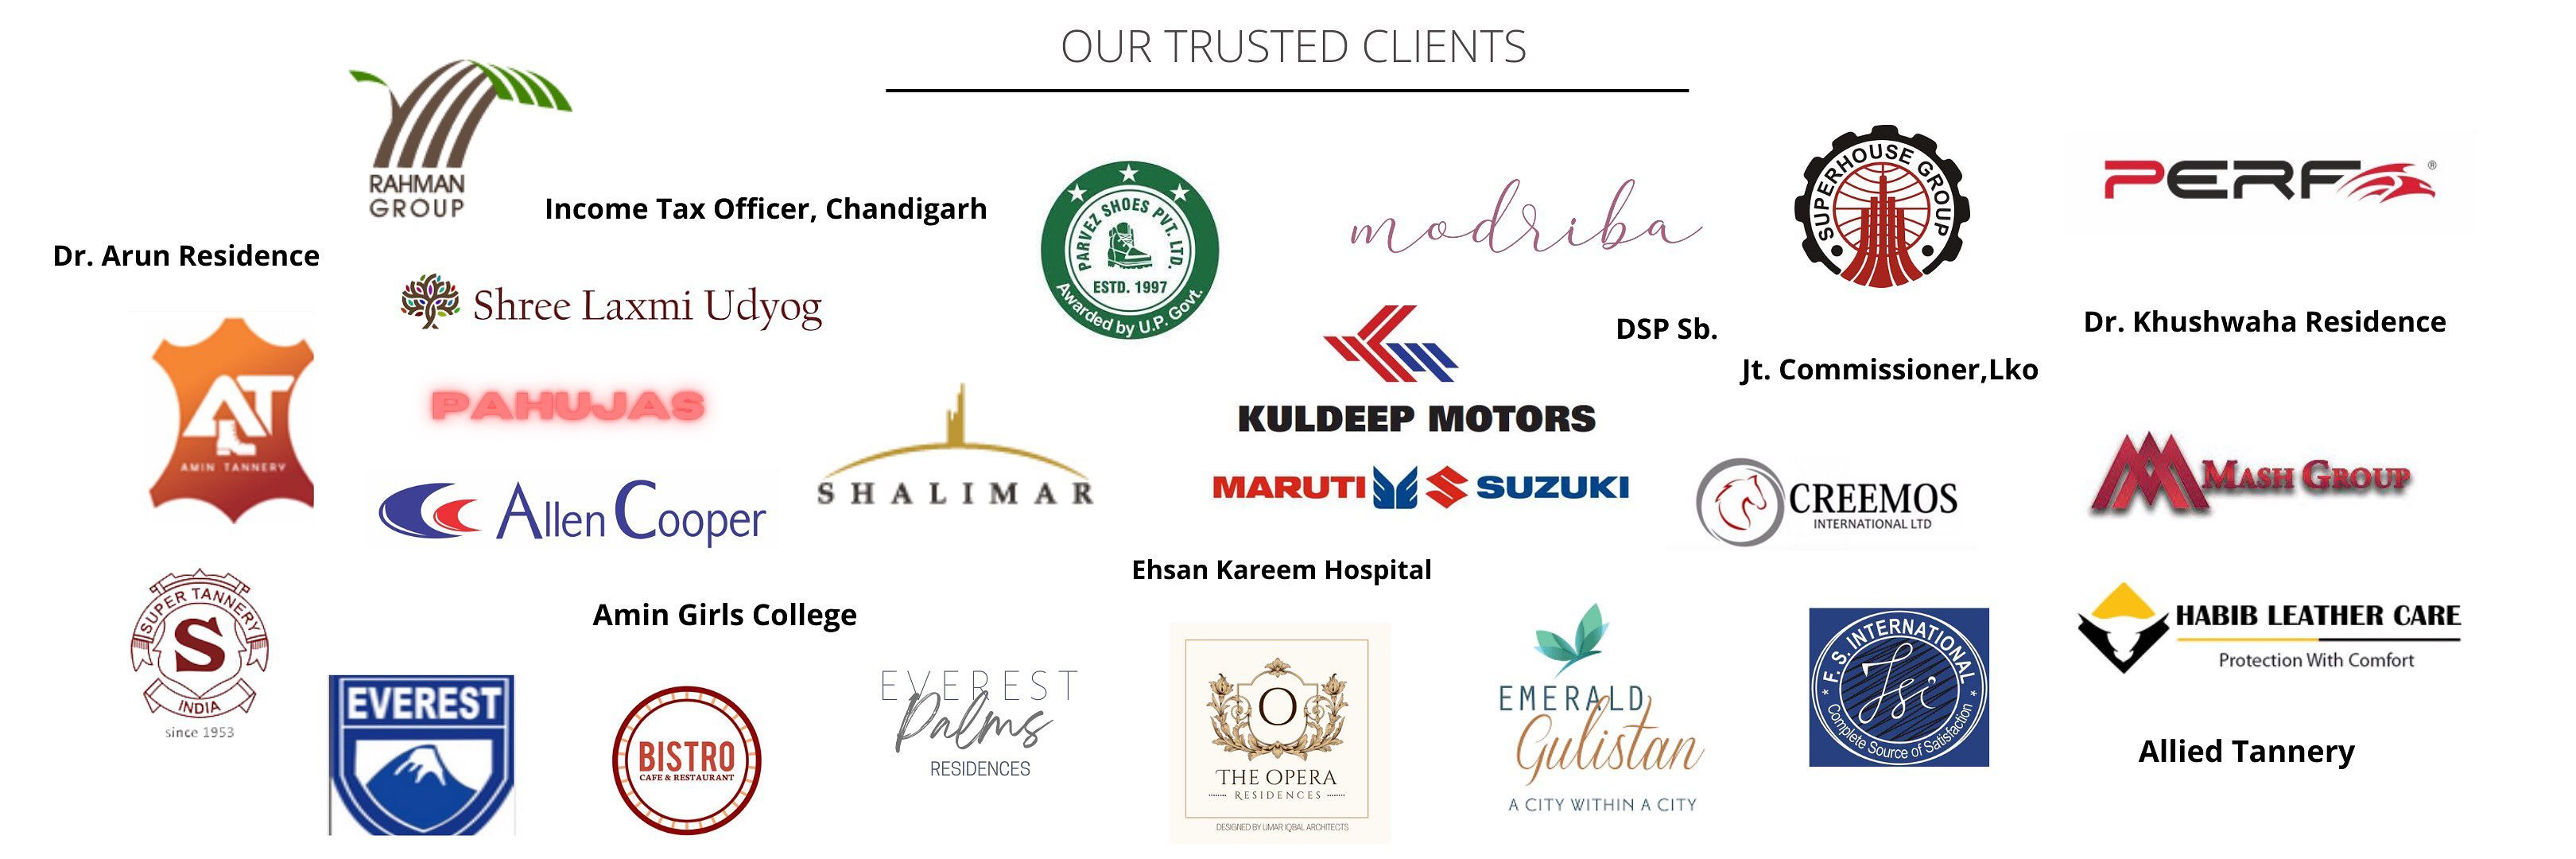 OUR TRUSTED CLIENTS
RAHMAN
GROUP
Income Tax Officer, Chandigarh
Dr. Arun Residence
Shree Laxmi Udyog
PARVEZ SHOES PVT. LTD.
ESTD. 1997
Awarded by U.P. Govt.
modriba
SUPERHOUSE GROUP
PERF
®
DSP Sb.
Dr. Khushwaha Residence
Jt. Commissioner,Lko
AT
AMIN TANNERY
PAHUJAS
Allen Cooper
SHALIMAR
KULDEEP MOTORS
MARUTI SUZUKI
CREEMOS
INTERNATIONAL LTD
MASH GROUP
SUPER TANNERY
S
INDIA
since 1953
Amin Girls College
Ehsan Kareem Hospital
EVEREST
BISTRO
CAFE & RESTAURANT
EVEREST
Palms
RESIDENCES
O
THE OPERA
RESIDENCES
DESIGNED BY UMAR IQBAL ARCHITECTS
EMERALD
Gulistan
A CITY WITHIN A CITY
F. S. INTERNATIONAL
fsi
Complete Source of Satisfaction
HABIB LEATHER CARE
Protection With Comfort
Allied Tannery